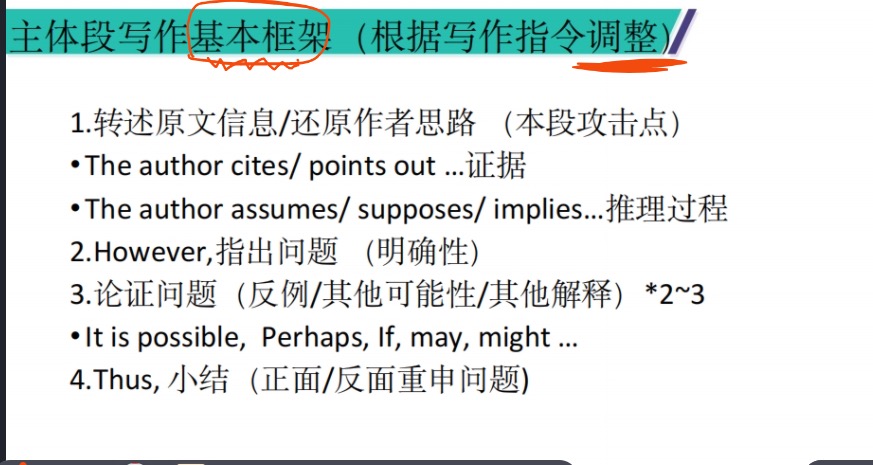 主体段写作基本框架（根据写作指令调整）
1.转述原文信息/还原作者思路 （本段攻击点）
•The author cites/ points out ...证据
•The author assumes/ supposes/ implies...推理过程
2.However,指出问题 （明确性）
3.论证问题（反例/其他可能性/其他解释）*2~3
•It is possible, Perhaps, If, may, might ...
4.Thus, 小结（正面/反面重申问题)